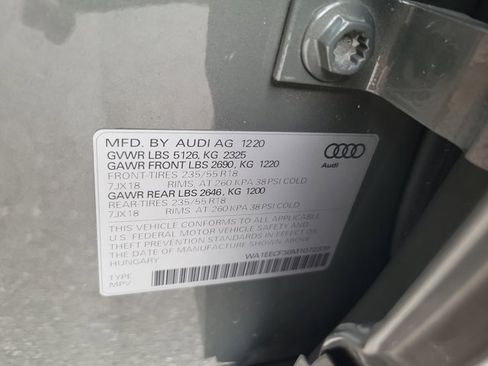 MFD. BY AUDI AG 12 20
GVWR LBS 5126, KG 2325
GAWR FRONT LBS 2690, KG 1220
FRONT-TIRES 235/55 R18
7JX18 RIMS, AT 260 KPA 38 PSI COLD
GAWR REAR LBS 2646, KG 1200
REAR-TIRES 235/55 R18
7JX18 RIMS, AT 260 KPA 38 PSI COLD
THIS VEHICLE CONFORMS TO ALL APPLICABLE
U.S. FEDERAL MOTOR VEHICLE SAFETY AND
THEFT PREVENTION STANDARDS IN EFFECT ON
THE DATE OF MANUFACTURE SHOWN ABOVE.
HUNGARY
TYPE
MPV
Audi